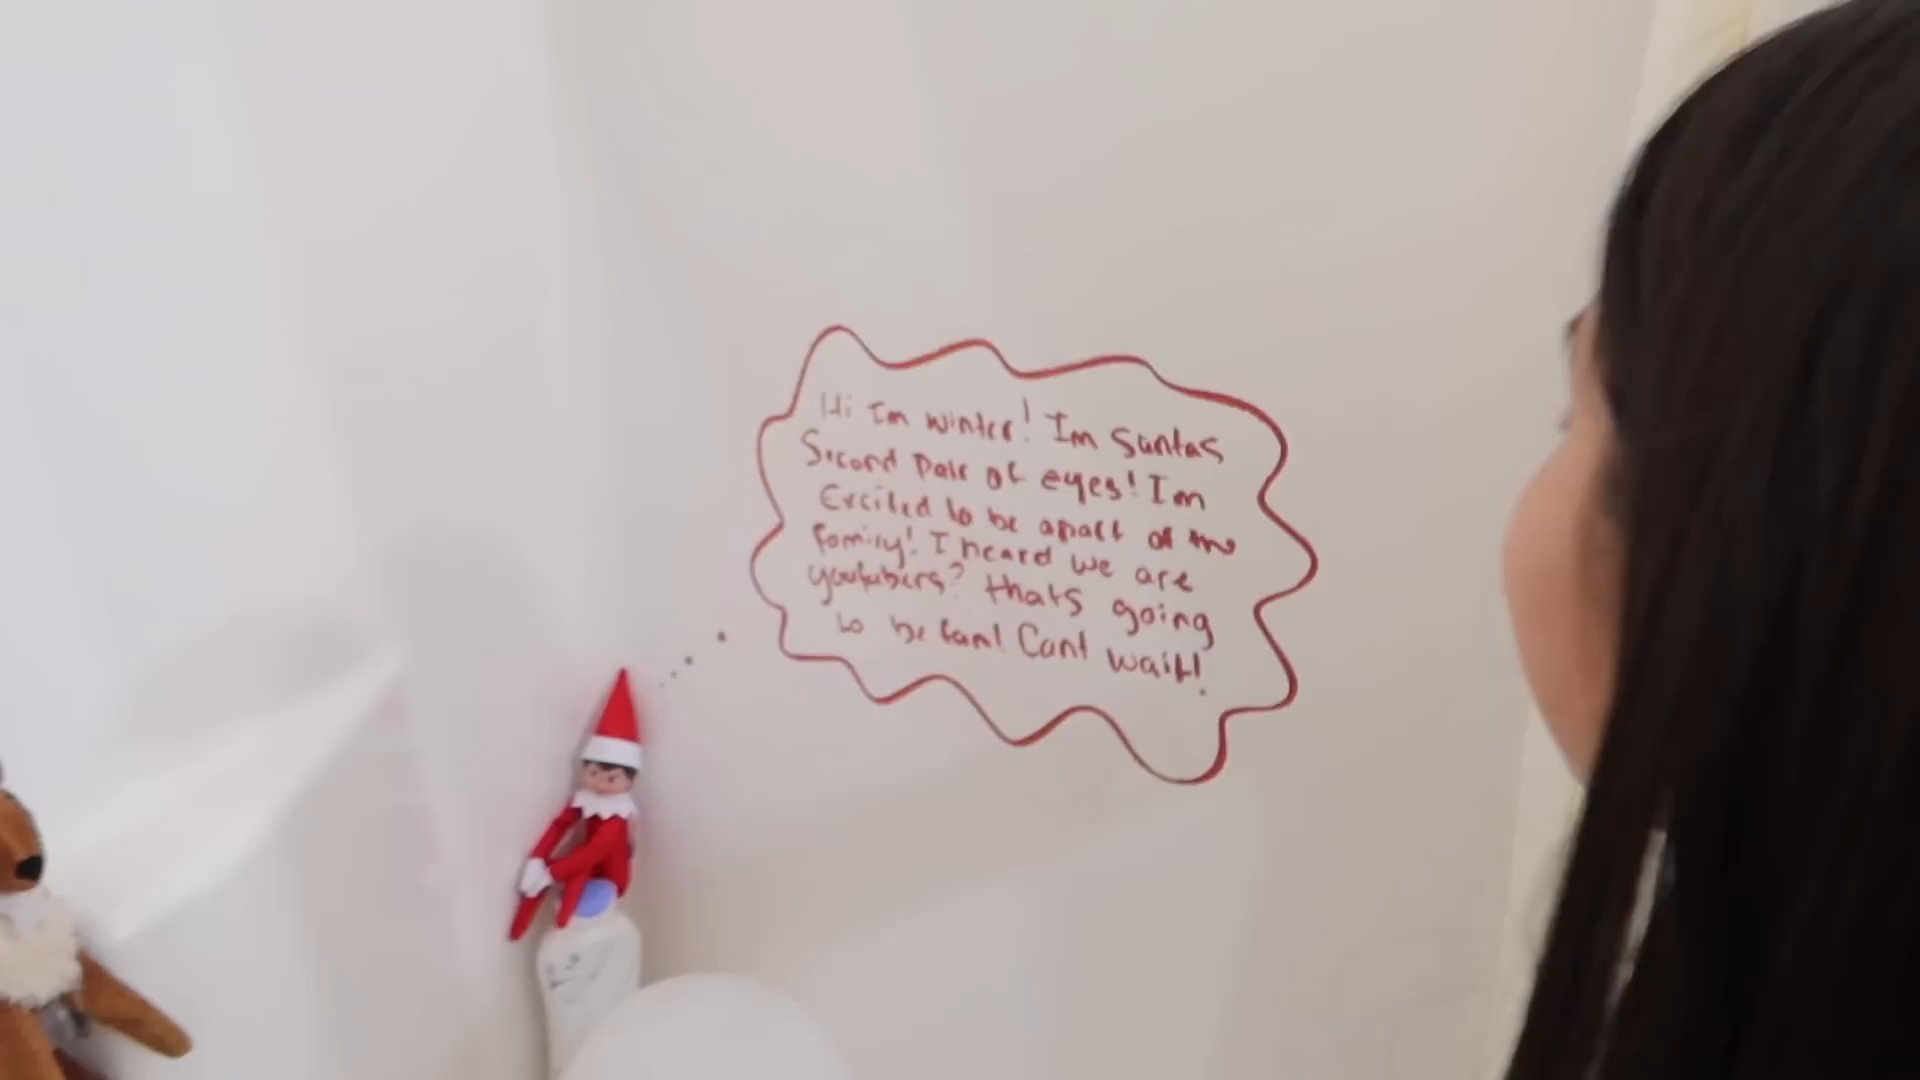 Hi Im winter! Im Santas
Second Pair of eyes! Im
Excited to be apart of the
family! I heard we are
youtubers? thats going
to be fun! Cant wait!